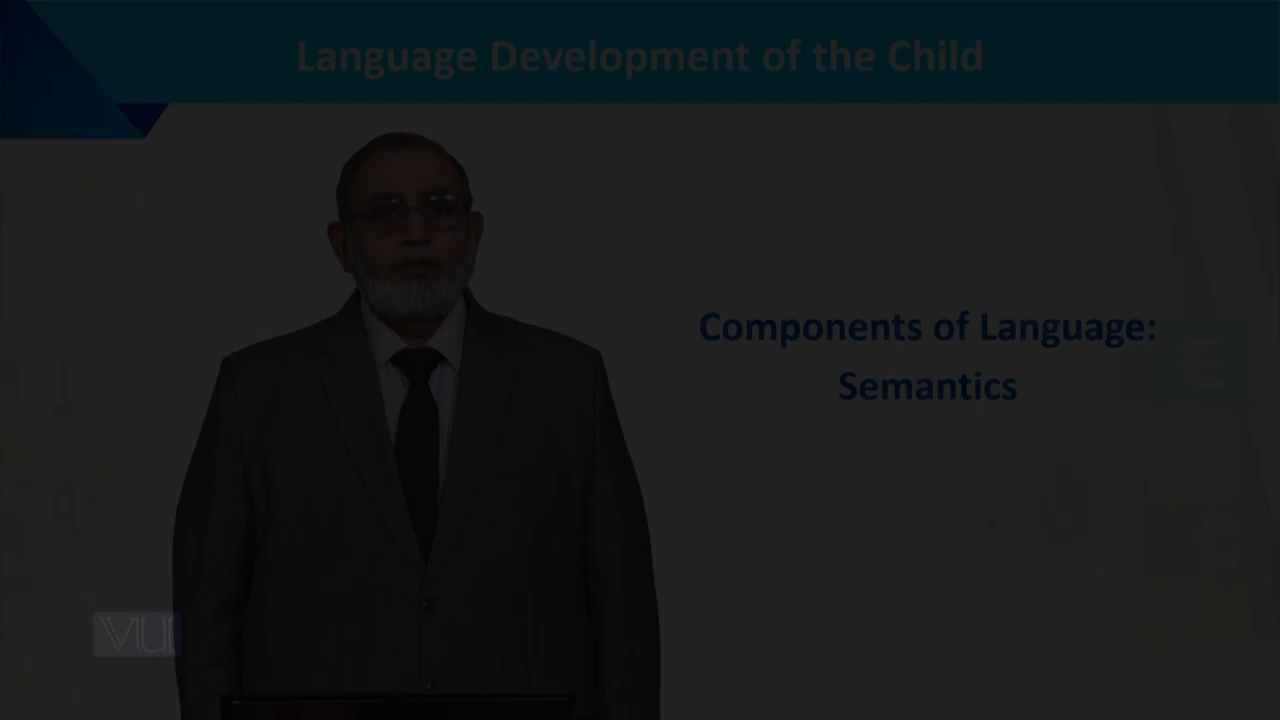 Language Development of the Child
Components of Language:
Semantics
E
C
VU